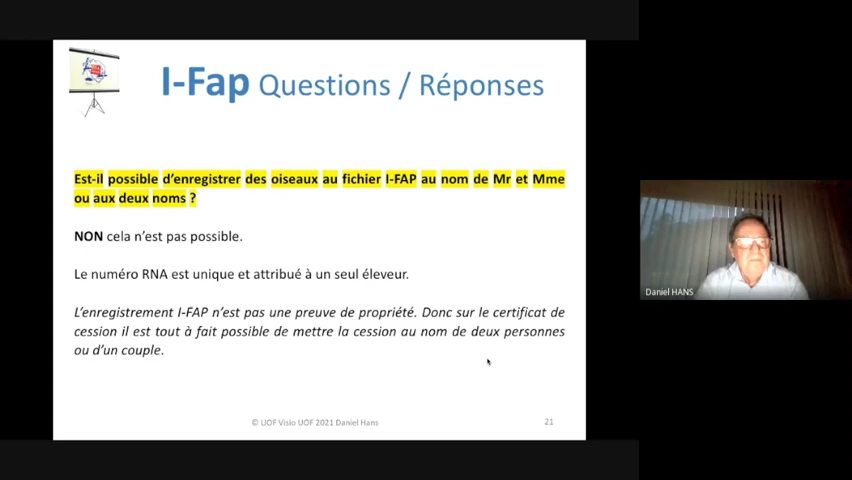 I-Fap Questions / Réponses
Est-il possible d'enregistrer des oiseaux au fichier I-FAP au nom de Mr et Mme
ou aux deux noms ?
NON cela n'est pas possible.
Le numéro RNA est unique et attribué à un seul éleveur.
L'enregistrement I-FAP n'est pas une preuve de propriété. Donc sur le certificat de
cession il est tout à fait possible de mettre la cession au nom de deux personnes
ou d'un couple.
© UOF Visio UOF 2021 Daniel Hans
21
Daniel HANS